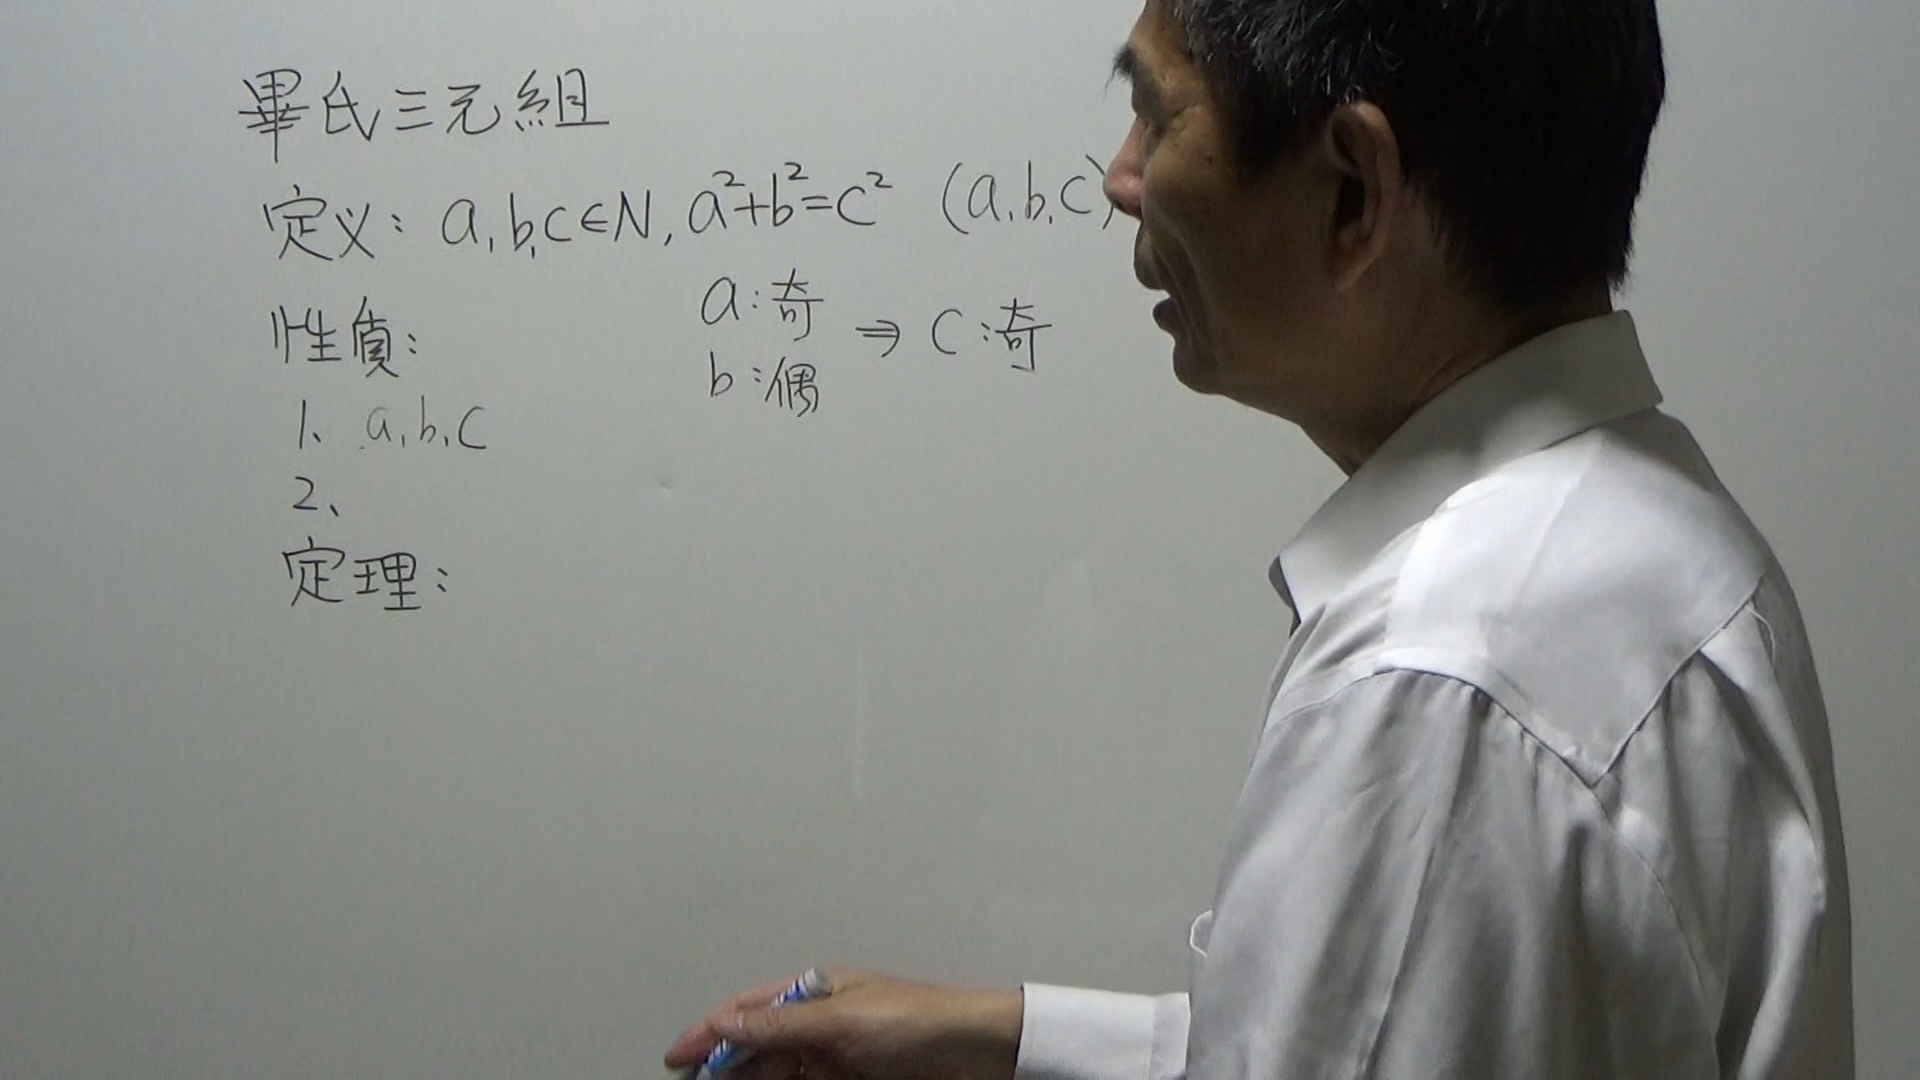 畢氏三元組
定义: a,b,c∈N, a²+b²=c² (a,b,c)
性質:
a:奇 ⇒ c:奇
b:偶
1、a,b,c
2、
定理: